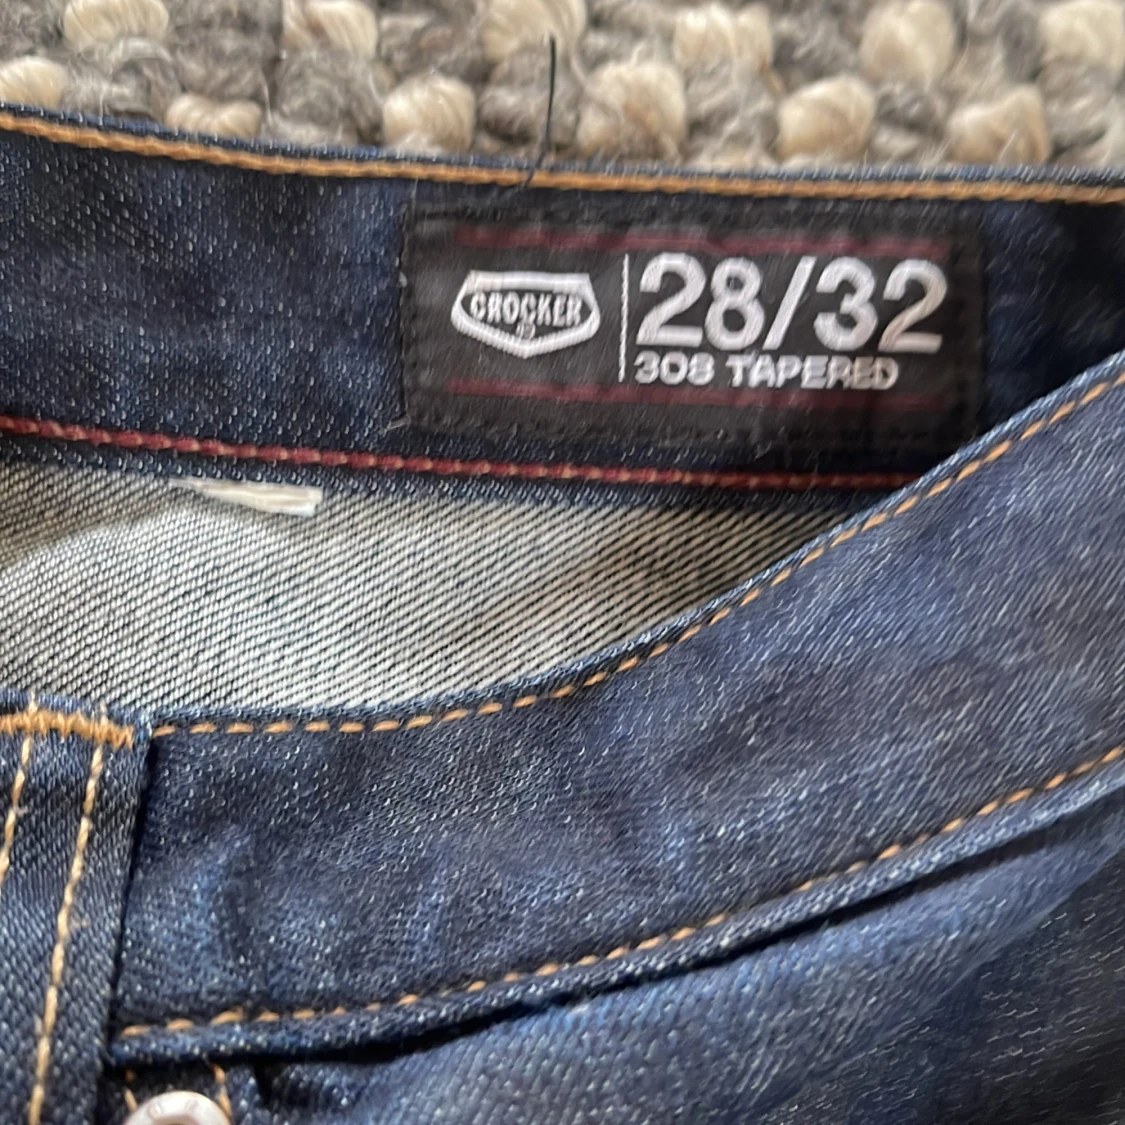 CROCKER
28/32
308 TAPERED